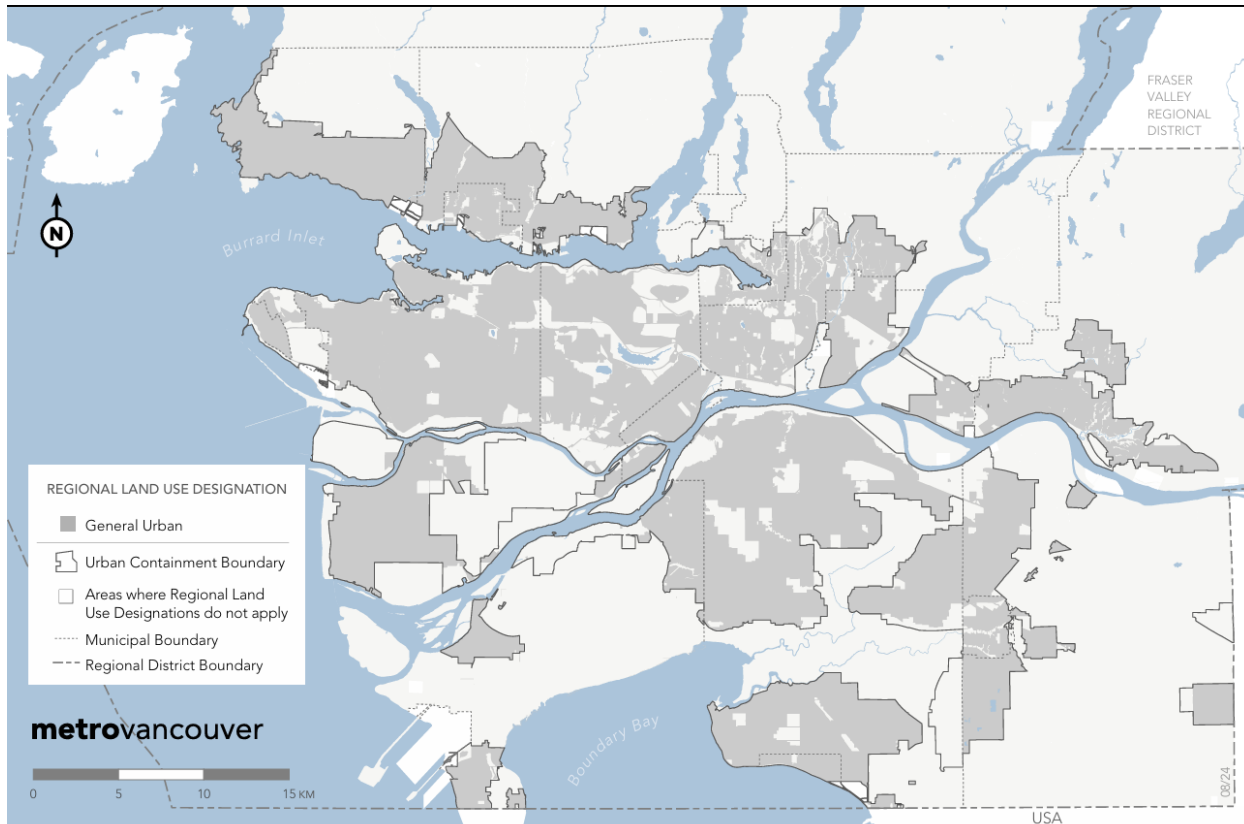 FRASER
VALLEY
REGIONAL
DISTRICT
N
Burrard Inlet
REGIONAL LAND USE DESIGNATION
General Urban
Urban Containment Boundary
Areas where Regional Land
Use Designations do not apply
Municipal Boundary
Regional District Boundary
metrovancouver
Boundary Bay
0 5 10 15 KM
08/24
USA